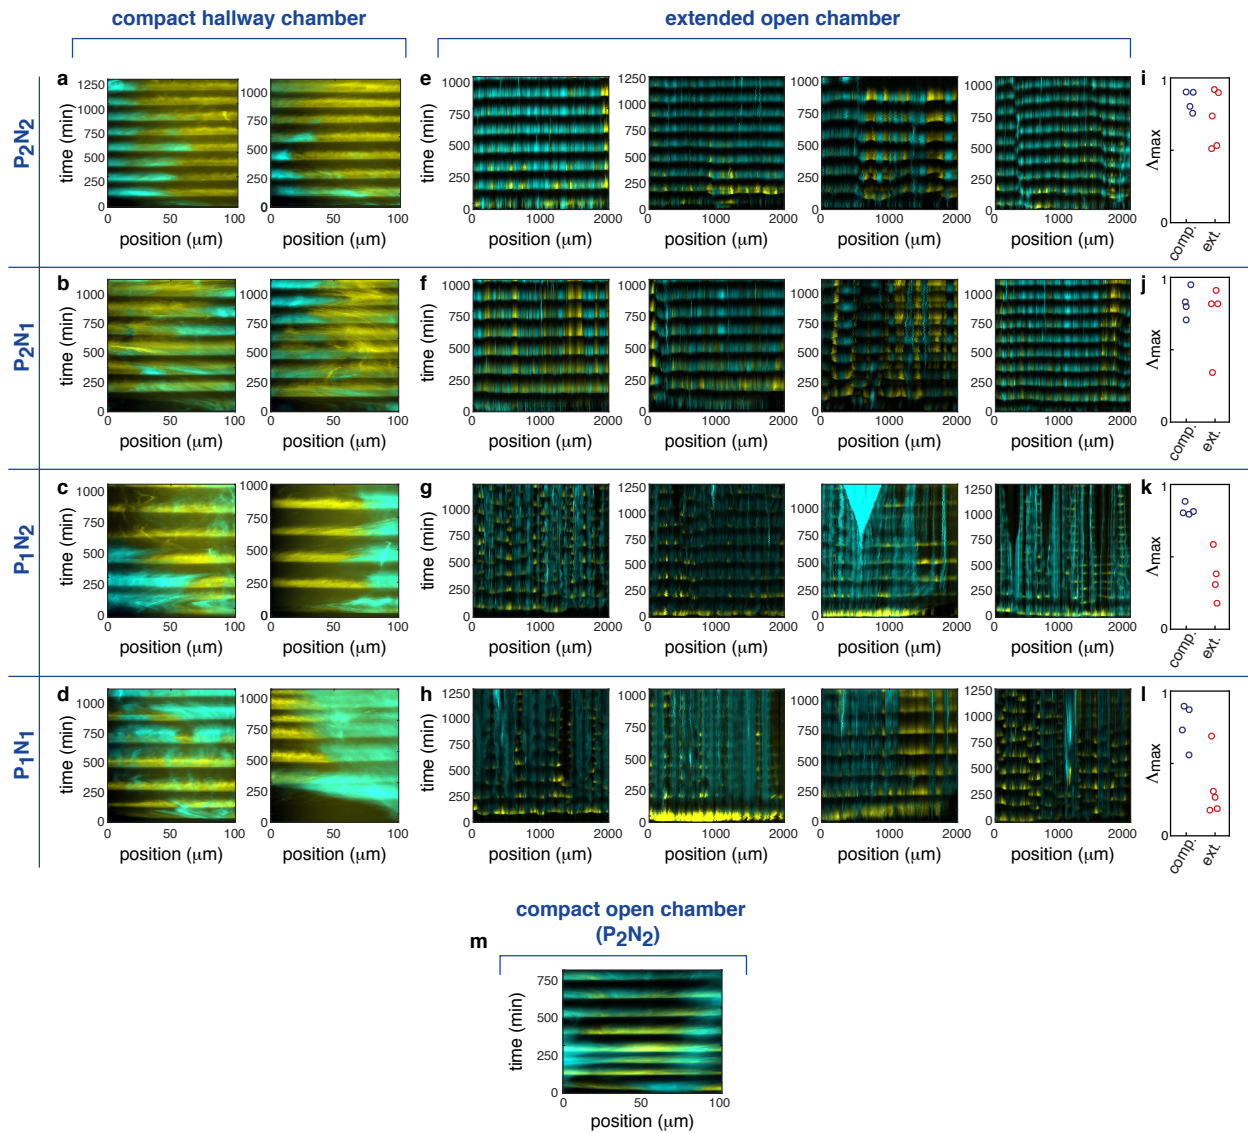 compact hallway chamber
extended open chamber
P2N2
a
time (min)
1250
1000
750
500
250
0
0 50 100
position (μm)
1000
750
500
250
0
0 50 100
position (μm)
e
time (min)
1000
750
500
250
0
0 1000 2000
position (μm)
1250
1000
750
500
250
0
0 1000 2000
position (μm)
1000
750
500
250
0
0 1000 2000
position (μm)
1000
750
500
250
0
0 1000 2000
position (μm)
i
1
Λmax
0
comp.
ext.
P2N1
b
time (min)
1000
750
500
250
0
0 50 100
position (μm)
1000
750
500
250
0
0 50 100
position (μm)
f
time (min)
1000
750
500
250
0
0 1000 2000
position (μm)
1000
750
500
250
0
0 1000 2000
position (μm)
1000
750
500
250
0
0 1000 2000
position (μm)
1000
750
500
250
0
0 1000 2000
position (μm)
j
1
Λmax
0
comp.
ext.
P1N2
c
time (min)
1000
750
500
250
0
0 50 100
position (μm)
1000
750
500
250
0
0 50 100
position (μm)
g
time (min)
1000
750
500
250
0
0 1000 2000
position (μm)
1000
750
500
250
0
0 1000 2000
position (μm)
1000
750
500
250
0
0 1000 2000
position (μm)
1000
750
500
250
0
0 1000 2000
position (μm)
k
1
Λmax
0
comp.
ext.
P1N1
d
time (min)
1000
750
500
250
0
0 50 100
position (μm)
1000
750
500
250
0
0 50 100
position (μm)
h
time (min)
1250
1000
750
500
250
0
0 1000 2000
position (μm)
1000
750
500
250
0
0 1000 2000
position (μm)
1000
750
500
250
0
0 1000 2000
position (μm)
1250
1000
750
500
250
0
0 1000 2000
position (μm)
l
1
Λmax
0
comp.
ext.
compact open chamber
(P2N2)
m
time (min)
750
500
250
0
0 50 100
position (μm)